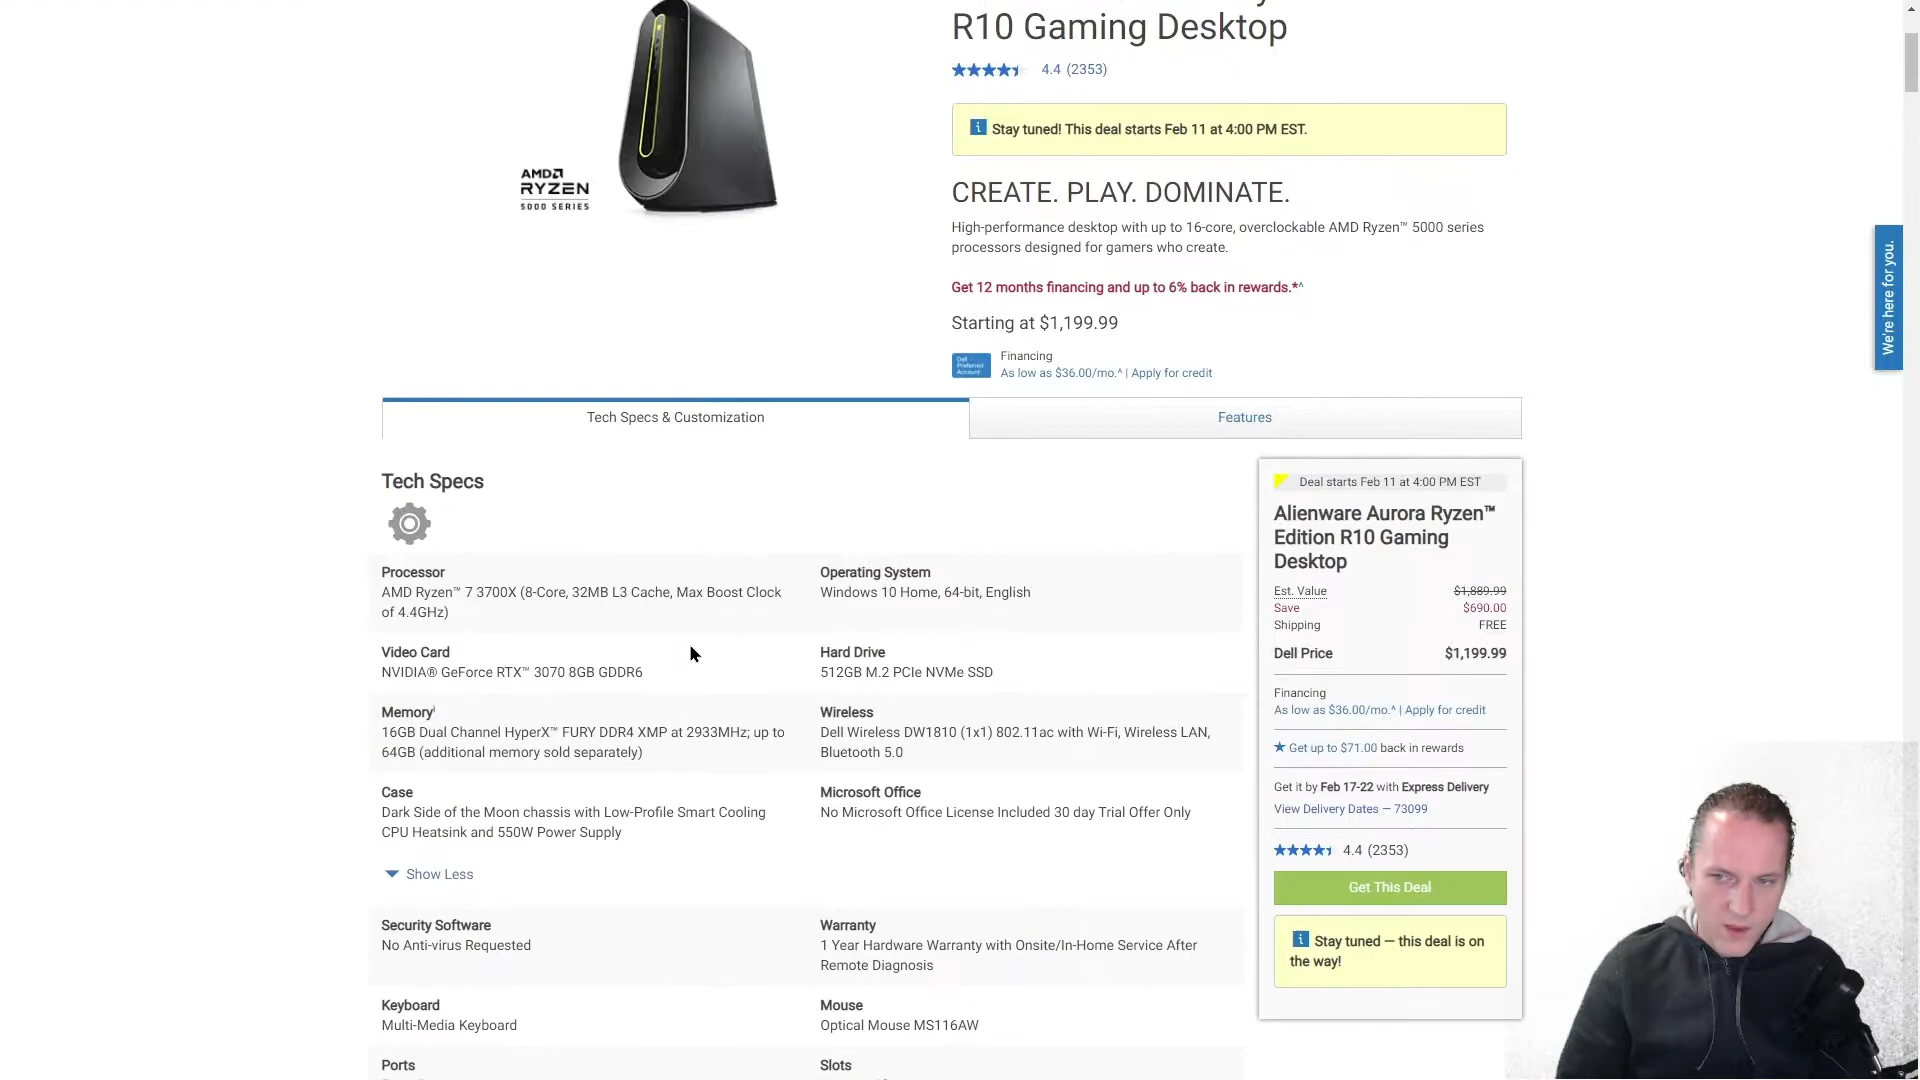 R10 Gaming Desktop
4.4 (2353)
Stay tuned! This deal starts Feb 11 at 4:00 PM EST.
AMD
RYZEN
5000 SERIES
CREATE. PLAY. DOMINATE.
High-performance desktop with up to 16-core, overclockable AMD Ryzen™ 5000 series
processors designed for gamers who create.
Get 12 months financing and up to 6% back in rewards.*^
Starting at $1,199.99
Dell
Preferred
Account
Financing
As low as $36.00/mo.^ | Apply for credit
We're here for you.
Tech Specs & Customization
Features
Tech Specs
Processor
AMD Ryzen™ 7 3700X (8-Core, 32MB L3 Cache, Max Boost Clock
of 4.4GHz)
Operating System
Windows 10 Home, 64-bit, English
Video Card
NVIDIA® GeForce RTX™ 3070 8GB GDDR6
Hard Drive
512GB M.2 PCIe NVMe SSD
Memoryⁱ
16GB Dual Channel HyperX™ FURY DDR4 XMP at 2933MHz; up to
64GB (additional memory sold separately)
Wireless
Dell Wireless DW1810 (1x1) 802.11ac with Wi-Fi, Wireless LAN,
Bluetooth 5.0
Case
Dark Side of the Moon chassis with Low-Profile Smart Cooling
CPU Heatsink and 550W Power Supply
Microsoft Office
No Microsoft Office License Included 30 day Trial Offer Only
Show Less
Security Software
No Anti-virus Requested
Warranty
1 Year Hardware Warranty with Onsite/In-Home Service After
Remote Diagnosis
Keyboard
Multi-Media Keyboard
Mouse
Optical Mouse MS116AW
Ports
Slots
Deal starts Feb 11 at 4:00 PM EST
Alienware Aurora Ryzen™
Edition R10 Gaming
Desktop
Est. Value $1,889.99
Save $690.00
Shipping FREE
Dell Price $1,199.99
Financing
As low as $36.00/mo.^ | Apply for credit
Get up to $71.00 back in rewards
Get it by Feb 17-22 with Express Delivery
View Delivery Dates — 73099
4.4 (2353)
Get This Deal
Stay tuned — this deal is on
the way!